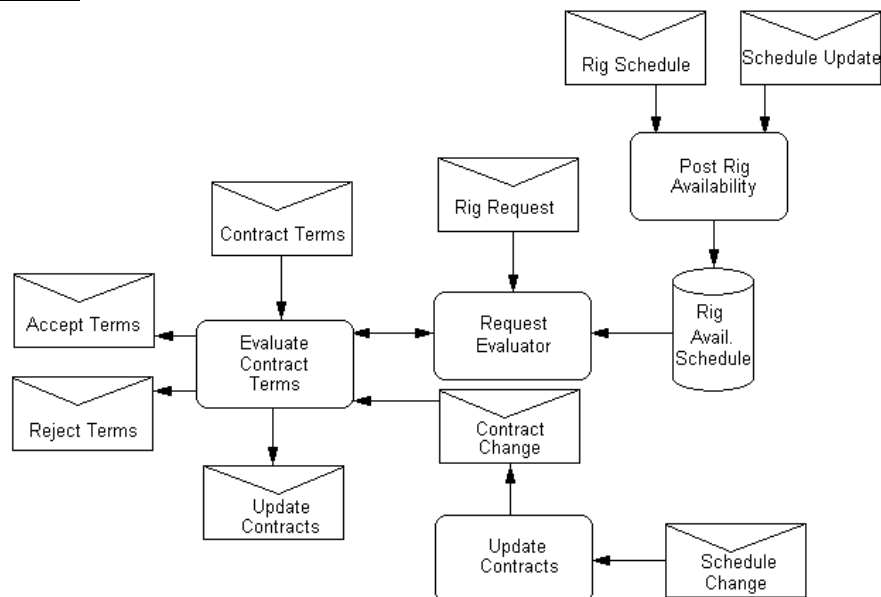 Rig Schedule
Schedule Update
Post Rig
Availability
Rig Request
Contract Terms
Accept Terms
Evaluate
Contract
Terms
Request
Evaluator
Rig
Avail.
Schedule
Reject Terms
Contract
Change
Update
Contracts
Update
Contracts
Schedule
Change